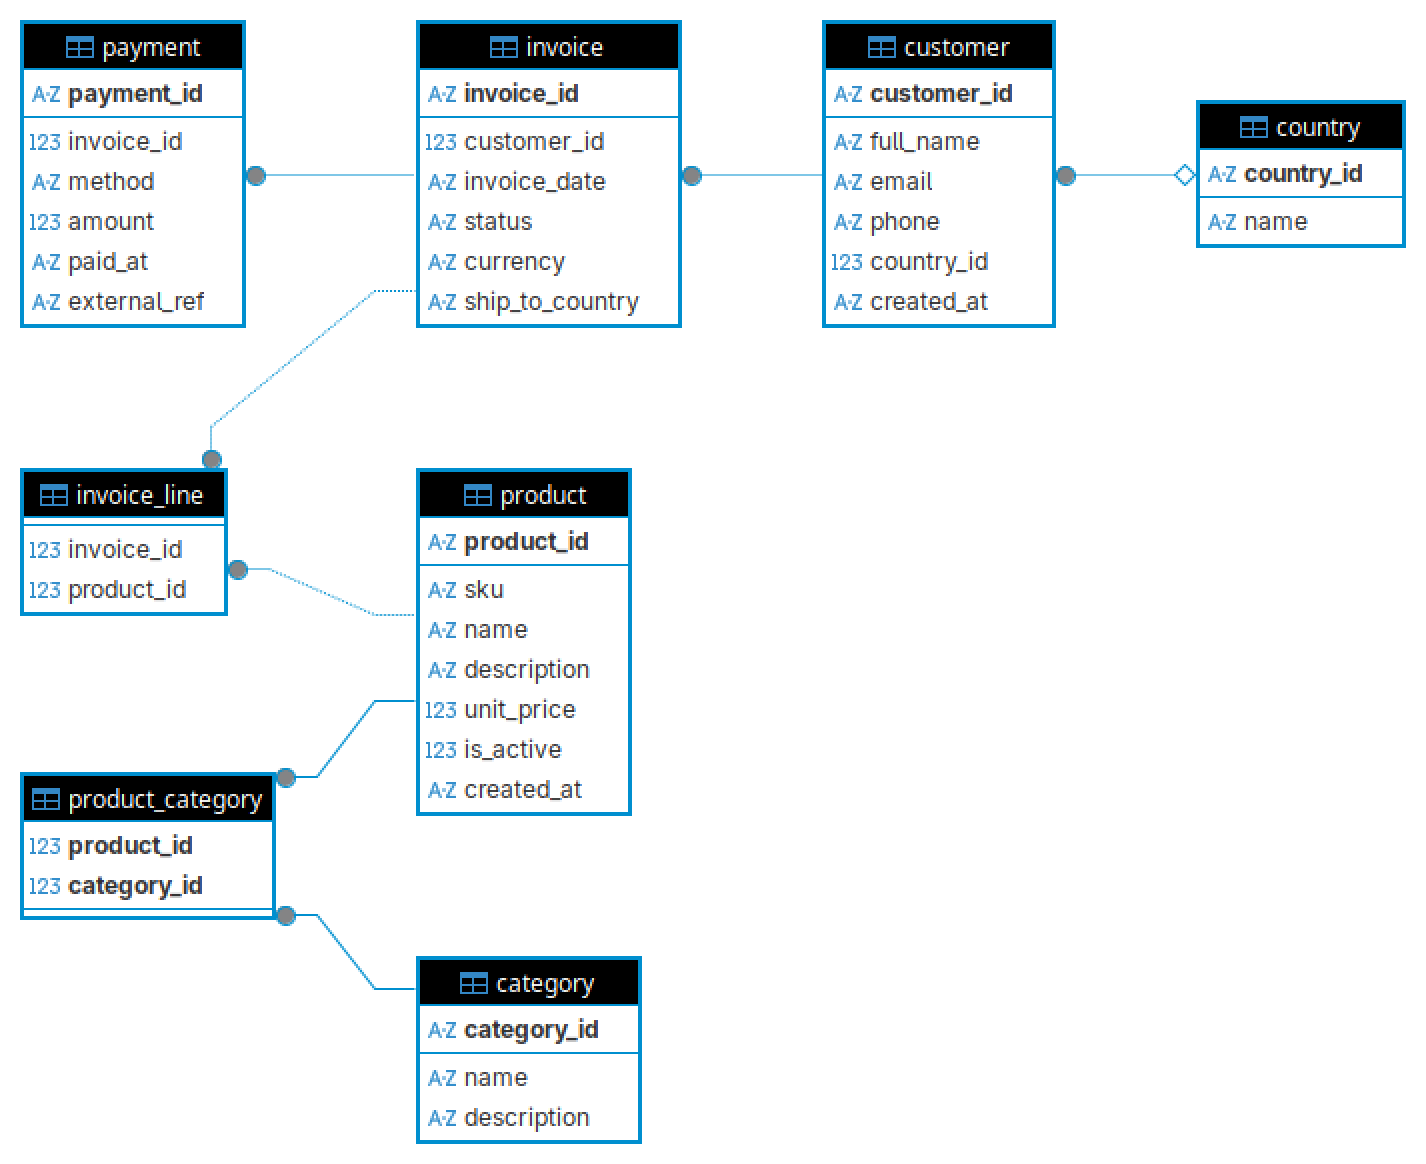 payment
A-Z payment_id
123 invoice_id
A-Z method
123 amount
A-Z paid_at
A-Z external_ref
invoice
A-Z invoice_id
123 customer_id
A-Z invoice_date
A-Z status
A-Z currency
A-Z ship_to_country
customer
A-Z customer_id
A-Z full_name
A-Z email
A-Z phone
123 country_id
A-Z created_at
country
A-Z country_id
A-Z name
invoice_line
123 invoice_id
123 product_id
product
A-Z product_id
A-Z sku
A-Z name
A-Z description
123 unit_price
123 is_active
A-Z created_at
product_category
123 product_id
123 category_id
category
A-Z category_id
A-Z name
A-Z description